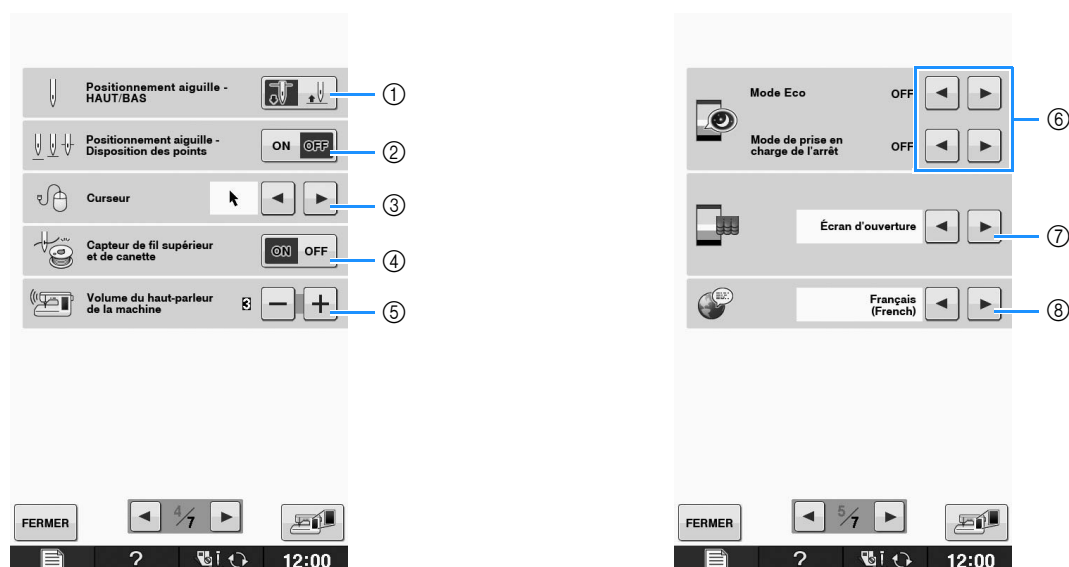 Positionnement aiguille -
HAUT/BAS
①
Positionnement aiguille -
Disposition des points
ON OFF
②
Curseur
③
Capteur de fil supérieur
et de canette
ON OFF
④
Volume du haut-parleur
de la machine
3
− +
⑤
FERMER
4/7
?
12:00
Mode Eco
OFF
Mode de prise en
charge de l'arrêt
OFF
⑥
Écran d'ouverture
⑦
Français
(French)
⑧
FERMER
5/7
?
12:00